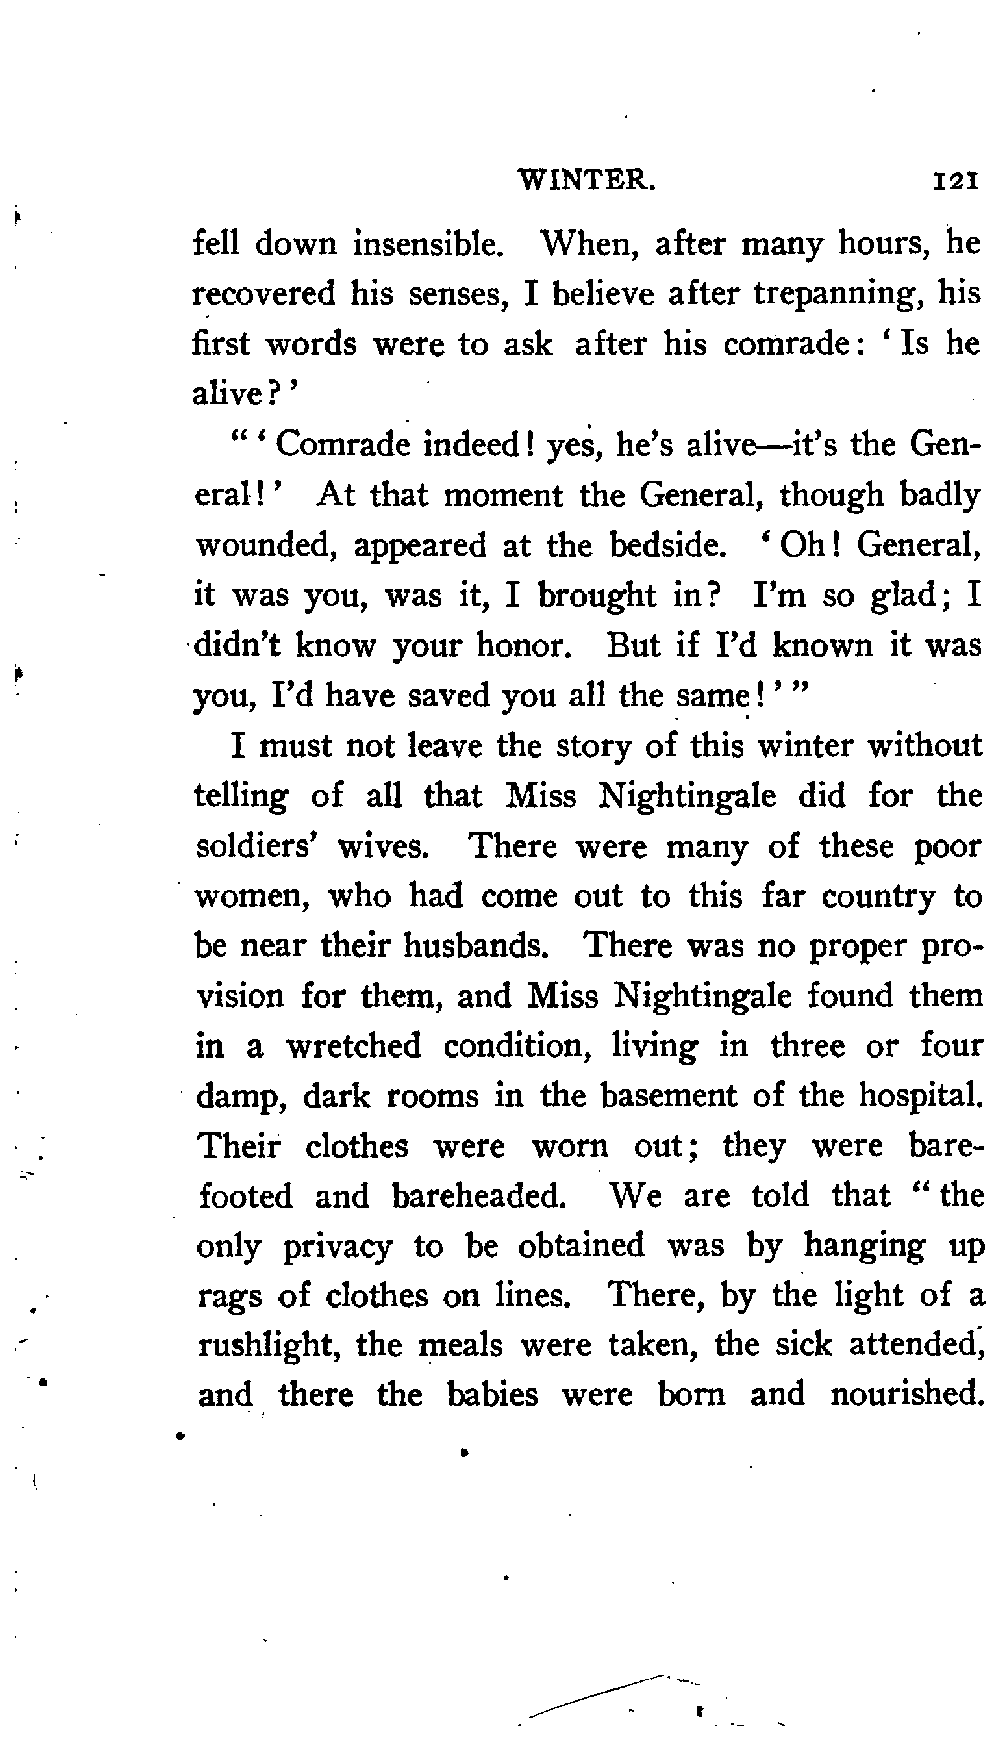 WINTER. 121
fell down insensible. When, after many hours, he
recovered his senses, I believe after trepanning, his
first words were to ask after his comrade: ‘Is he
alive?’
“‘Comrade indeed! yes, he’s alive—it’s the Gen-
eral!’ At that moment the General, though badly
wounded, appeared at the bedside. ‘Oh! General,
it was you, was it, I brought in? I’m so glad; I
didn’t know your honor. But if I’d known it was
you, I’d have saved you all the same!’”
I must not leave the story of this winter without
telling of all that Miss Nightingale did for the
soldiers’ wives. There were many of these poor
women, who had come out to this far country to
be near their husbands. There was no proper pro-
vision for them, and Miss Nightingale found them
in a wretched condition, living in three or four
damp, dark rooms in the basement of the hospital.
Their clothes were worn out; they were bare-
footed and bareheaded. We are told that “the
only privacy to be obtained was by hanging up
rags of clothes on lines. There, by the light of a
rushlight, the meals were taken, the sick attended,
and there the babies were born and nourished.